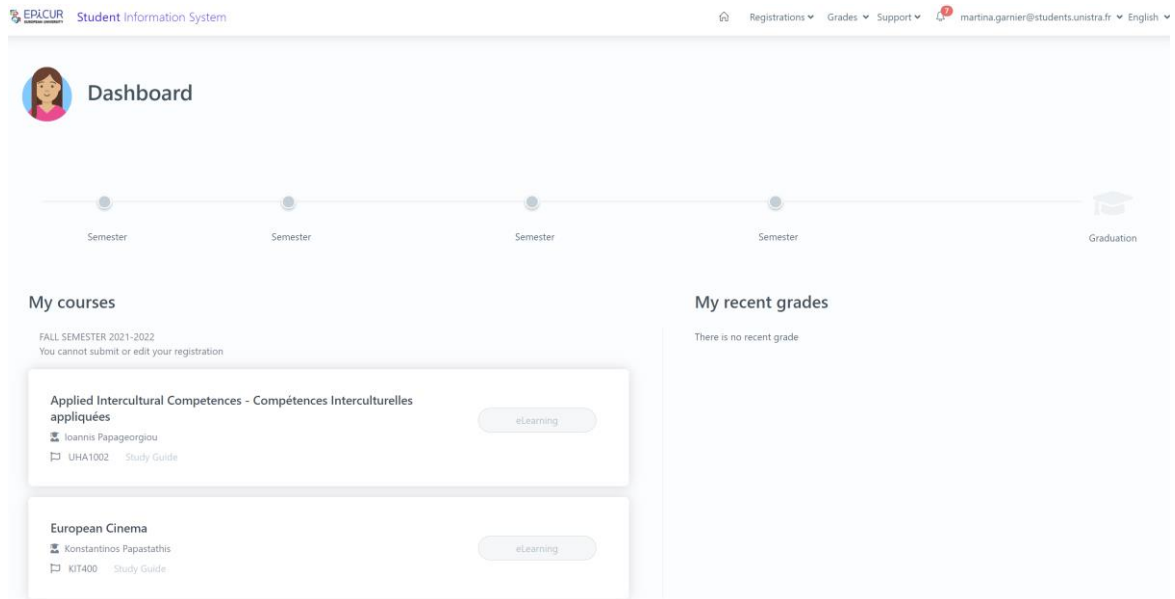 EPICUR
EUROPEAN UNIVERSITY
Student Information System
Registrations
Grades
Support
7
martina.garnier@students.unistra.fr
English
Dashboard
Semester
Semester
Semester
Semester
Graduation
My courses
FALL SEMESTER 2021-2022
You cannot submit or edit your registration
Applied Intercultural Competences - Compétences Interculturelles
appliquées
eLearning
Ioannis Papageorgiou
UHA1002 Study Guide
European Cinema
Konstantinos Papastathis
eLearning
KIT400 Study Guide
My recent grades
There is no recent grade